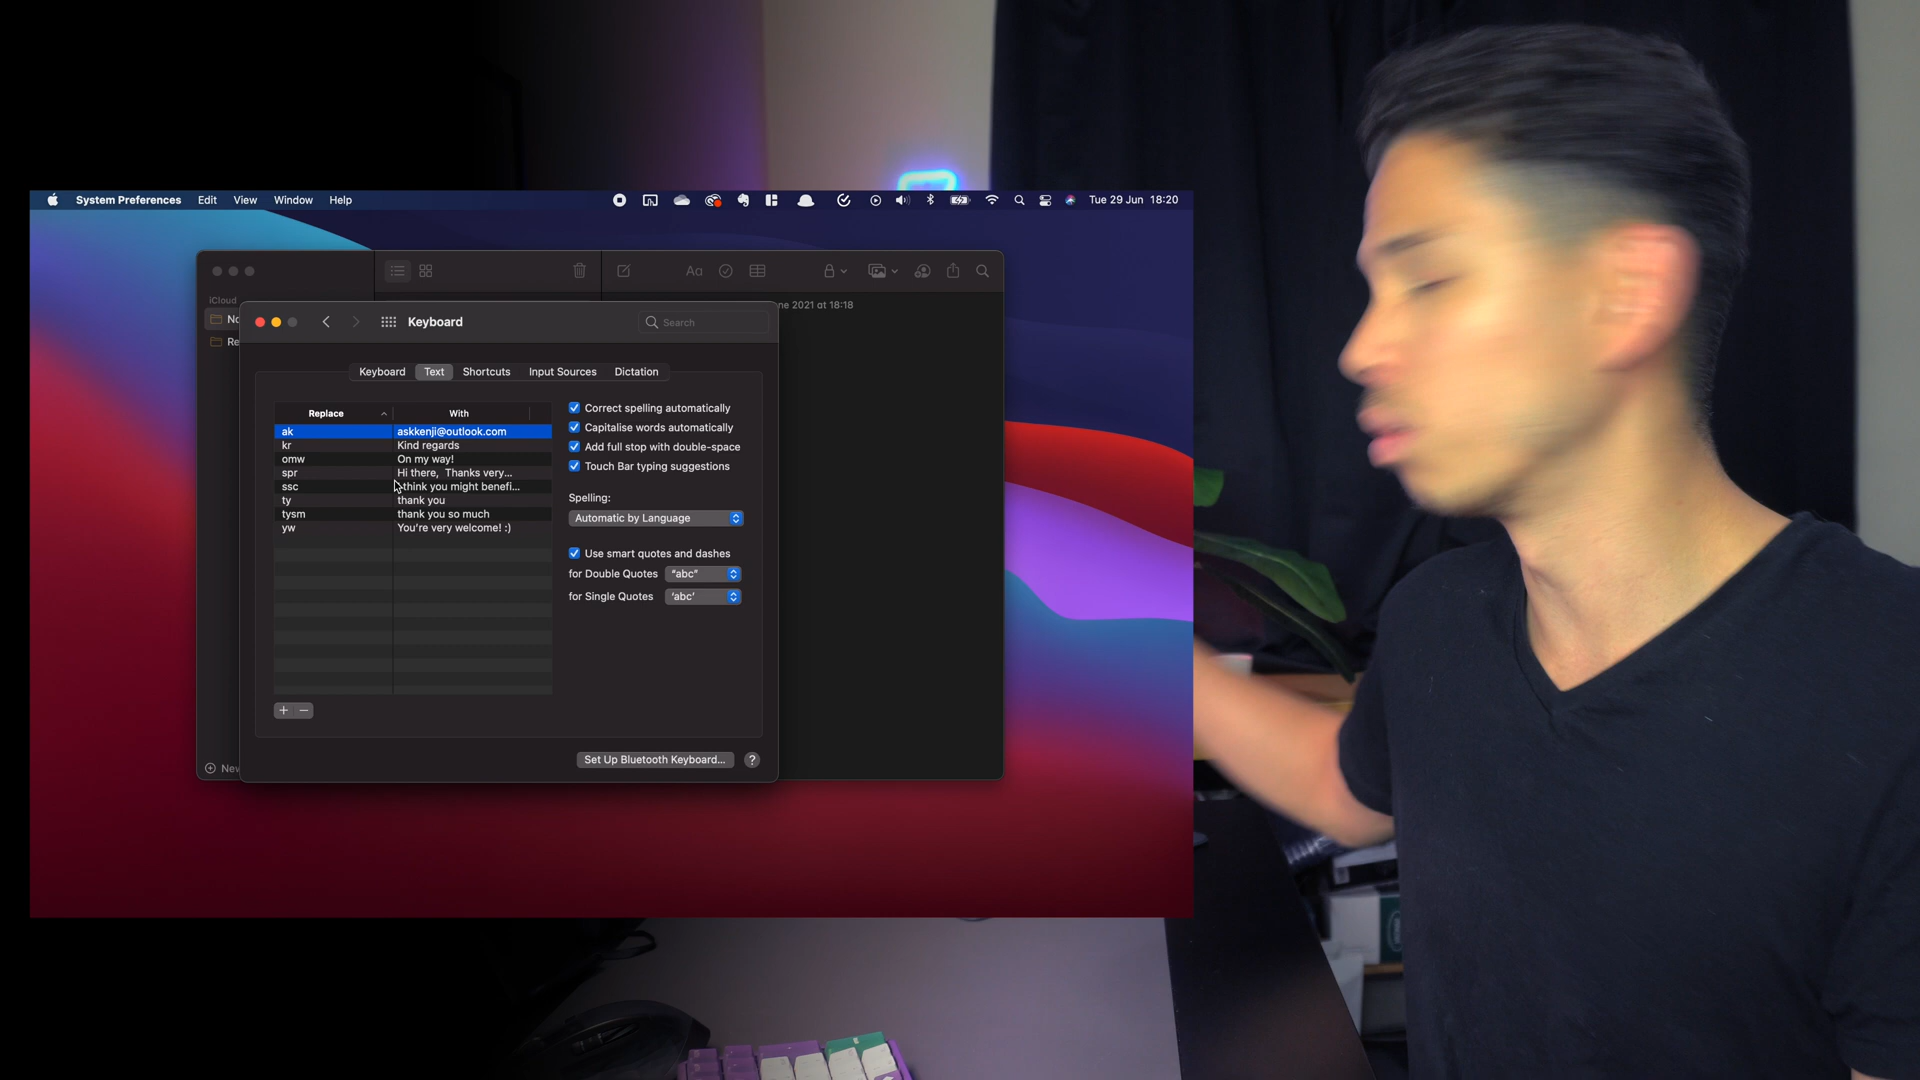 System Preferences Edit View Window Help
Tue 29 Jun 18:20
Aa
iCloud
ne 2021 at 18:18
Keyboard
Search
Keyboard Text Shortcuts Input Sources Dictation
Replace With
ak askkenji@outlook.com
kr Kind regards
omw On my way!
spr Hi there, Thanks very...
ssc think you might benefi...
ty thank you
tysm thank you so much
yw You're very welcome! :)
Correct spelling automatically
Capitalise words automatically
Add full stop with double-space
Touch Bar typing suggestions
Spelling:
Automatic by Language
Use smart quotes and dashes
for Double Quotes “abc”
for Single Quotes ‘abc’
+ −
Set Up Bluetooth Keyboard... ?